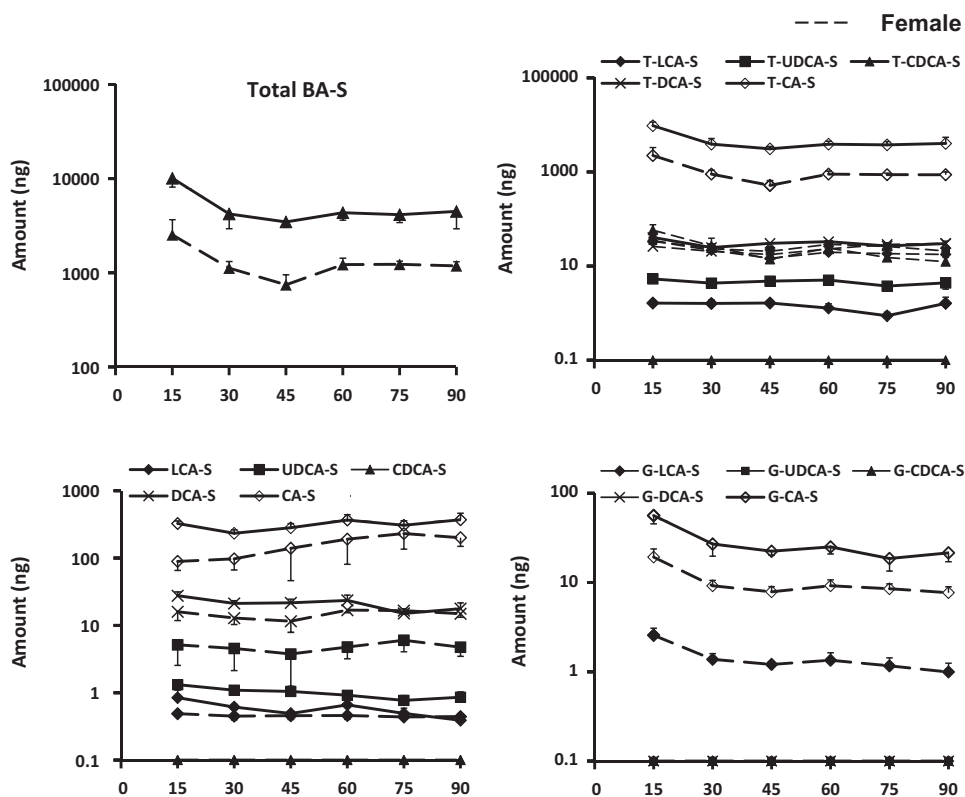 Female
Total BA-S
100000
10000
1000
100
Amount (ng)
0 15 30 45 60 75 90
T-LCA-S T-UDCA-S T-CDCA-S
T-DCA-S T-CA-S
100000
1000
10
0.1
Amount (ng)
0 15 30 45 60 75 90
LCA-S UDCA-S CDCA-S
DCA-S CA-S
1000
100
10
1
0.1
Amount (ng)
0 15 30 45 60 75 90
G-LCA-S G-UDCA-S G-CDCA-S
G-DCA-S G-CA-S
100
10
1
0.1
Amount (ng)
0 15 30 45 60 75 90